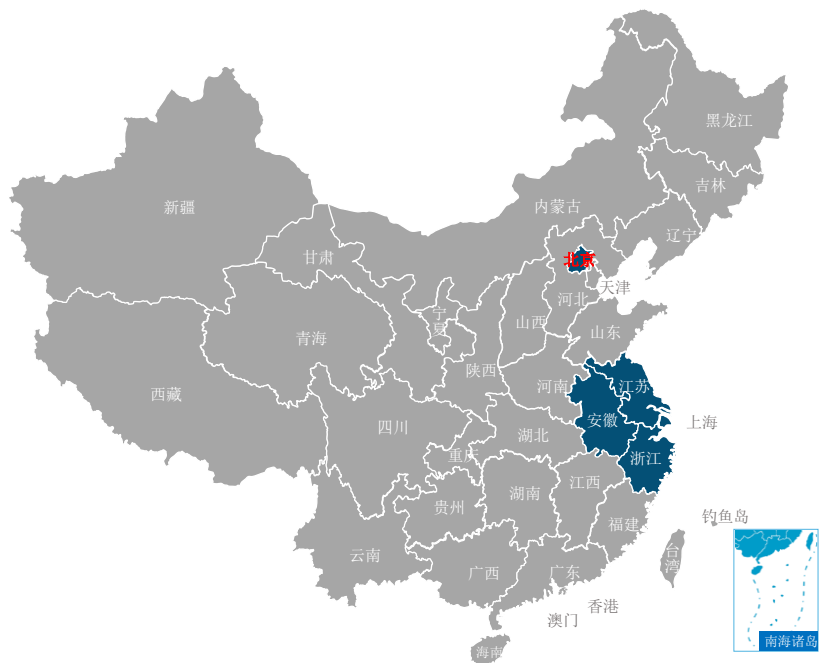 黑龙江
吉林
新疆
内蒙古
辽宁
甘肃
北京
天津
河北
宁夏
山西
山东
青海
陕西
河南
江苏
西藏
安徽
上海
四川
湖北
重庆
浙江
江西
湖南
贵州
钓鱼岛
福建
云南
台湾
广西
广东
香港
澳门
南海诸岛
海南